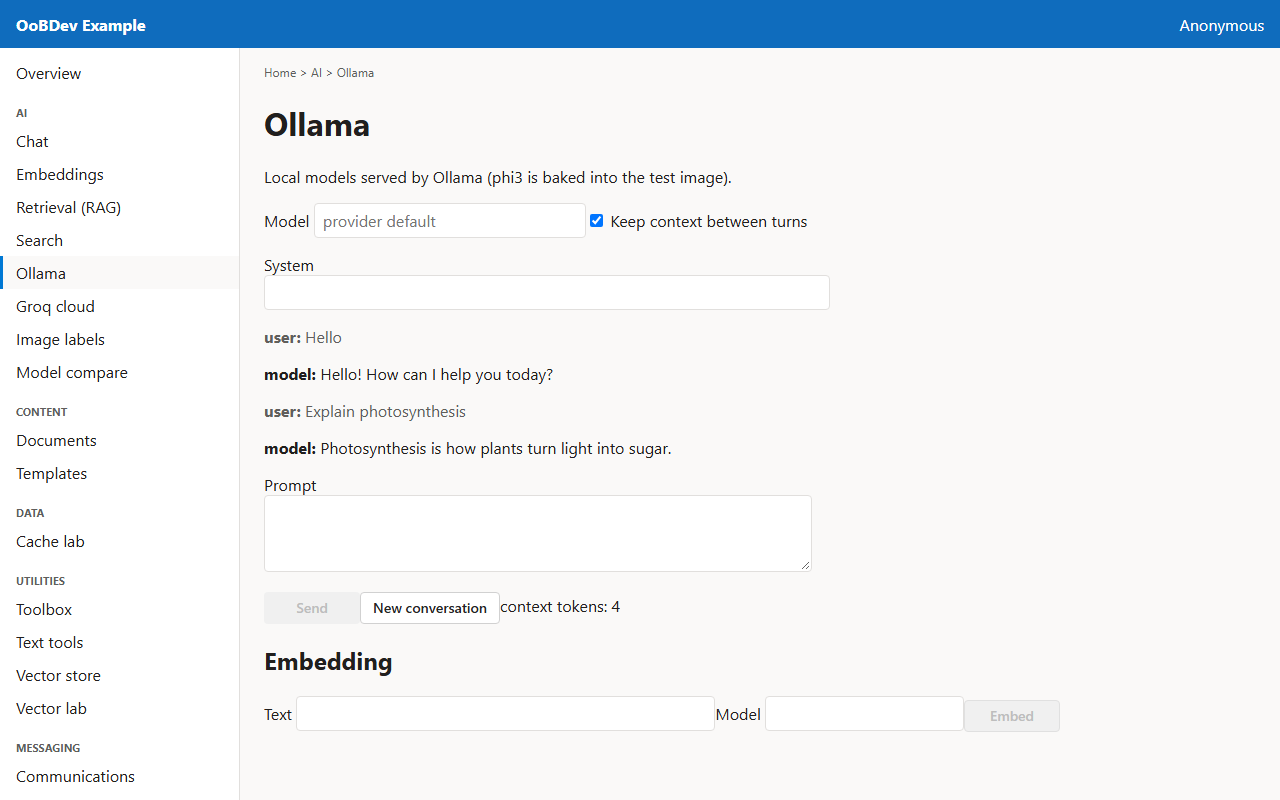 OoBDev Example
Anonymous
Overview
AI
Chat
Embeddings
Retrieval (RAG)
Search
Ollama
Groq cloud
Image labels
Model compare
CONTENT
Documents
Templates
DATA
Cache lab
UTILITIES
Toolbox
Text tools
Vector store
Vector lab
MESSAGING
Communications
Home > AI > Ollama
Ollama
Local models served by Ollama (phi3 is baked into the test image).
Model provider default Keep context between turns
System
user: Hello
model: Hello! How can I help you today?
user: Explain photosynthesis
model: Photosynthesis is how plants turn light into sugar.
Prompt
Send New conversation context tokens: 4
Embedding
Text Model Embed